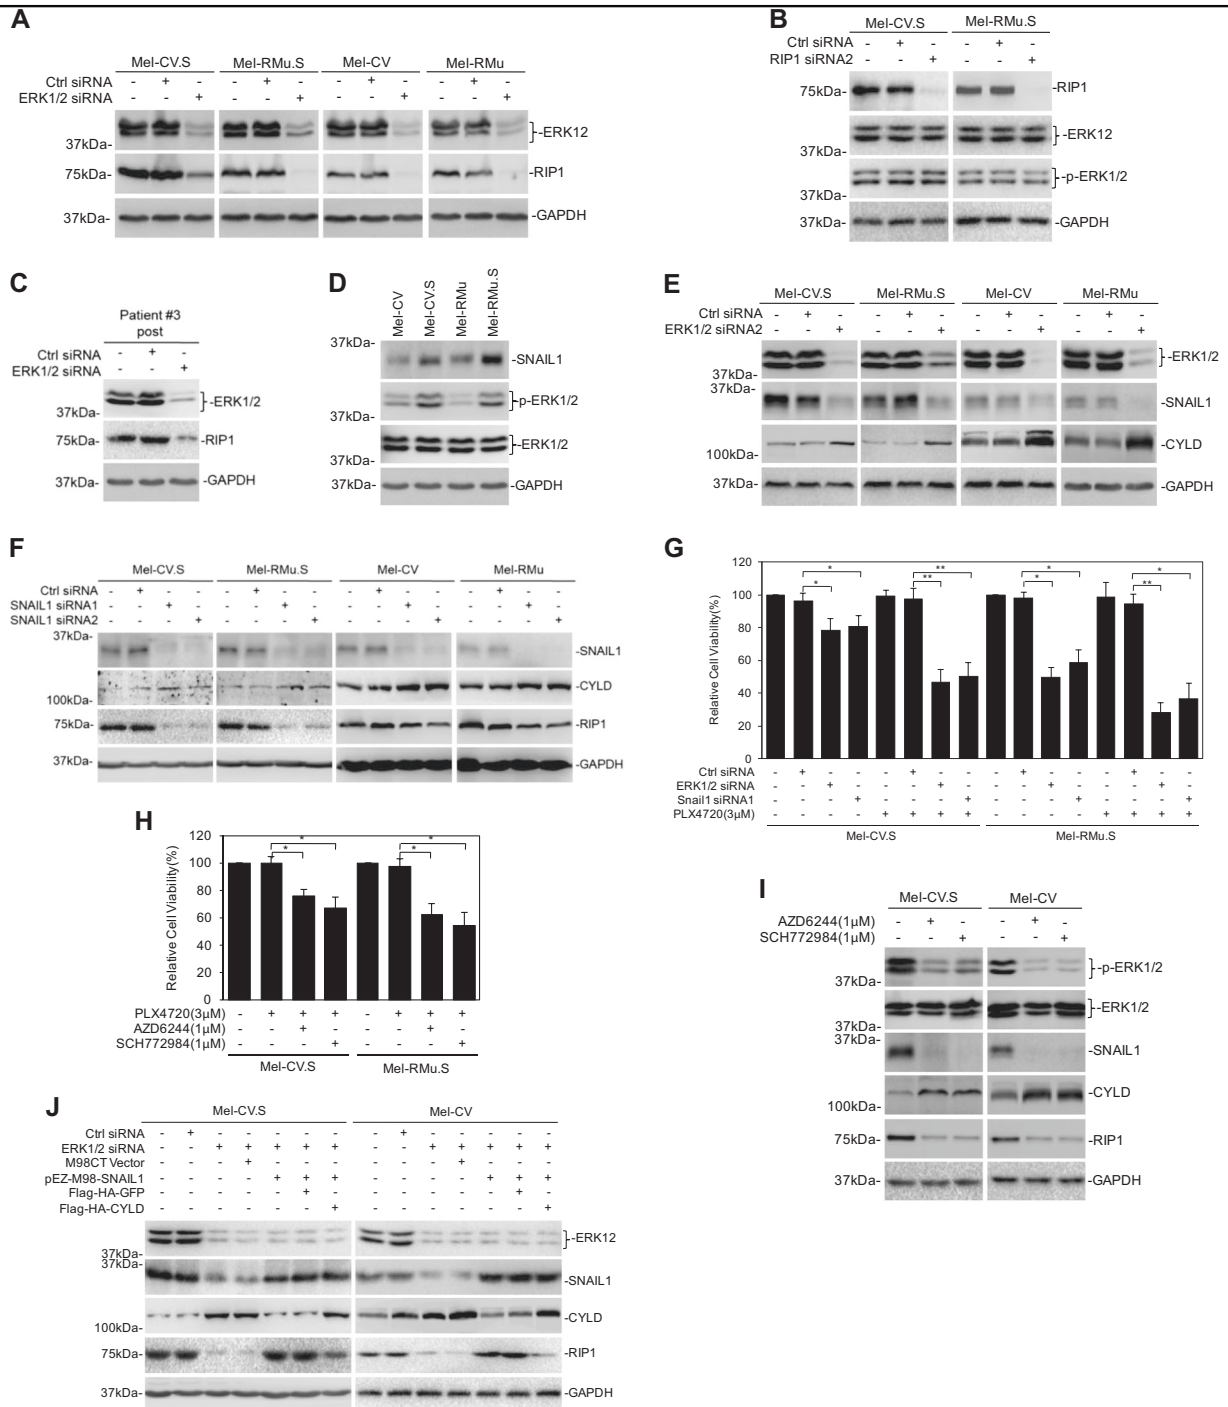 A
Mel-CV.S Mel-RMu.S Mel-CV Mel-RMu
Ctrl siRNA - + - - + - - + - - + -
ERK1/2 siRNA - - + - - + - - + - - +
-ERK12
37kDa-
75kDa- -RIP1
37kDa- -GAPDH
B
Mel-CV.S Mel-RMu.S
Ctrl siRNA - + - - + -
RIP1 siRNA2 - - + - - +
75kDa- -RIP1
-ERK12
37kDa-
-p-ERK1/2
37kDa-
37kDa- -GAPDH
C
Patient #3
post
Ctrl siRNA - + -
ERK1/2 siRNA - - +
-ERK1/2
37kDa-
75kDa- -RIP1
37kDa- -GAPDH
D
Mel-CV Mel-CV.S Mel-RMu Mel-RMu.S
37kDa-
-SNAIL1
-p-ERK1/2
37kDa-
-ERK1/2
37kDa-
37kDa- -GAPDH
E
Mel-CV.S Mel-RMu.S Mel-CV Mel-RMu
Ctrl siRNA - + - - + - - + - - + -
ERK1/2 siRNA2 - - + - - + - - + - - +
-ERK1/2
37kDa-
37kDa-
-SNAIL1
-CYLD
100kDa-
37kDa- -GAPDH
F
Mel-CV.S Mel-RMu.S Mel-CV Mel-RMu
Ctrl siRNA - + - - - + - - - + - - - + - -
SNAIL1 siRNA1 - - + - - - + - - - + - - - + -
SNAIL1 siRNA2 - - - + - - - + - - - + - - - +
37kDa-
-SNAIL1
-CYLD
100kDa-
75kDa- -RIP1
37kDa- -GAPDH
G
Relative Cell Viability(%)
120
100
80
60
40
20
0
* * ** ** * * ** *
Ctrl siRNA - + - - - + - - - + - - - + - -
ERK1/2 siRNA - - + - - - + - - - + - - - + -
Snail1 siRNA1 - - - + - - - + - - - + - - - +
PLX4720(3µM) - - - - + + + + - - - - + + + +
Mel-CV.S Mel-RMu.S
H
Relative Cell Viability(%)
120
100
80
60
40
20
0
* * * *
PLX4720(3µM) - + + + - + + +
AZD6244(1µM) - - + - - - + -
SCH772984(1µM) - - - + - - - +
Mel-CV.S Mel-RMu.S
I
Mel-CV.S Mel-CV
AZD6244(1µM) - + - - + -
SCH772984(1µM) - - + - - +
-p-ERK1/2
37kDa-
-ERK1/2
37kDa-
37kDa-
-SNAIL1
-CYLD
100kDa-
75kDa- -RIP1
37kDa- -GAPDH
J
Mel-CV.S Mel-CV
Ctrl siRNA - + - - - - - - + - - - - -
ERK1/2 siRNA - - + + + + + - - + + + + +
M98CT Vector - - - + - - - - - - + - - -
pEZ-M98-SNAIL1 - - - - + + + - - - - + + +
Flag-HA-GFP - - - - - + - - - - - - + -
Flag-HA-CYLD - - - - - - + - - - - - - +
-ERK12
37kDa-
37kDa-
-SNAIL1
-CYLD
100kDa-
75kDa- -RIP1
37kDa- -GAPDH